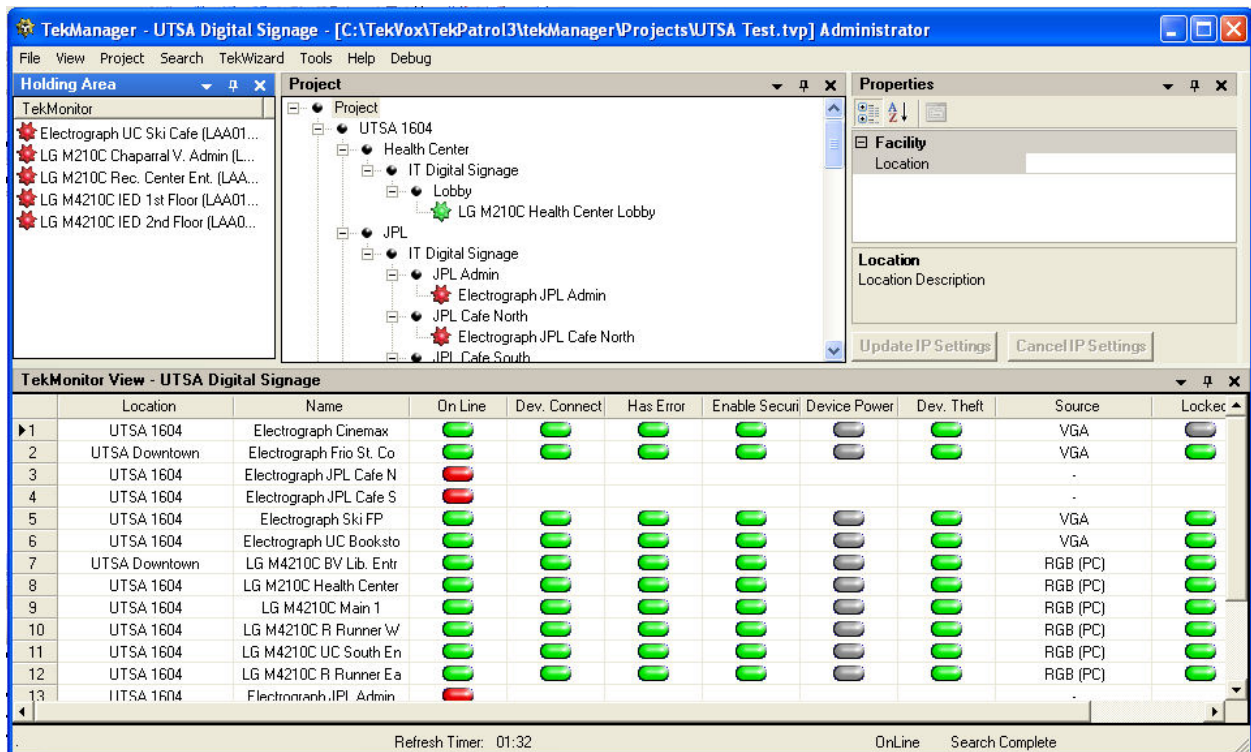 TekManager - UTSA Digital Signage - [C:\TekVox\TekPatrol3\tekManager\Projects\UTSA Test.tvp] Administrator
File View Project Search TekWizard Tools Help Debug
Holding Area
TekMonitor
Electrograph UC Ski Cafe (LAA01...
LG M210C Chaparral V. Admin (L...
LG M210C Rec. Center Ent. (LAA...
LG M4210C IED 1st Floor (LAA01...
LG M4210C IED 2nd Floor (LAA0...
Project
Project
UTSA 1604
Health Center
IT Digital Signage
Lobby
LG M210C Health Center Lobby
JPL
IT Digital Signage
JPL Admin
Electrograph JPL Admin
JPL Cafe North
Electrograph JPL Cafe North
JPL Cafe South
Properties
Facility
Location
Location
Location Description
Update IP Settings Cancel IP Settings
TekMonitor View - UTSA Digital Signage
Location Name On Line Dev. Connect Has Error Enable Securi Device Power Dev. Theft Source Locked
1 UTSA 1604 Electrograph Cinemax VGA
2 UTSA Downtown Electrograph Frio St. Co VGA
3 UTSA 1604 Electrograph JPL Cafe N -
4 UTSA 1604 Electrograph JPL Cafe S -
5 UTSA 1604 Electrograph Ski FP VGA
6 UTSA 1604 Electrograph UC Booksto VGA
7 UTSA Downtown LG M4210C BV Lib. Entr RGB (PC)
8 UTSA 1604 LG M210C Health Center RGB (PC)
9 UTSA 1604 LG M4210C Main 1 RGB (PC)
10 UTSA 1604 LG M4210C R Runner W RGB (PC)
11 UTSA 1604 LG M4210C UC South En RGB (PC)
12 UTSA 1604 LG M4210C R Runner Ea RGB (PC)
13 UTSA 1604 Electrograph JPL Admin -
. Refresh Timer: 01:32 OnLine Search Complete